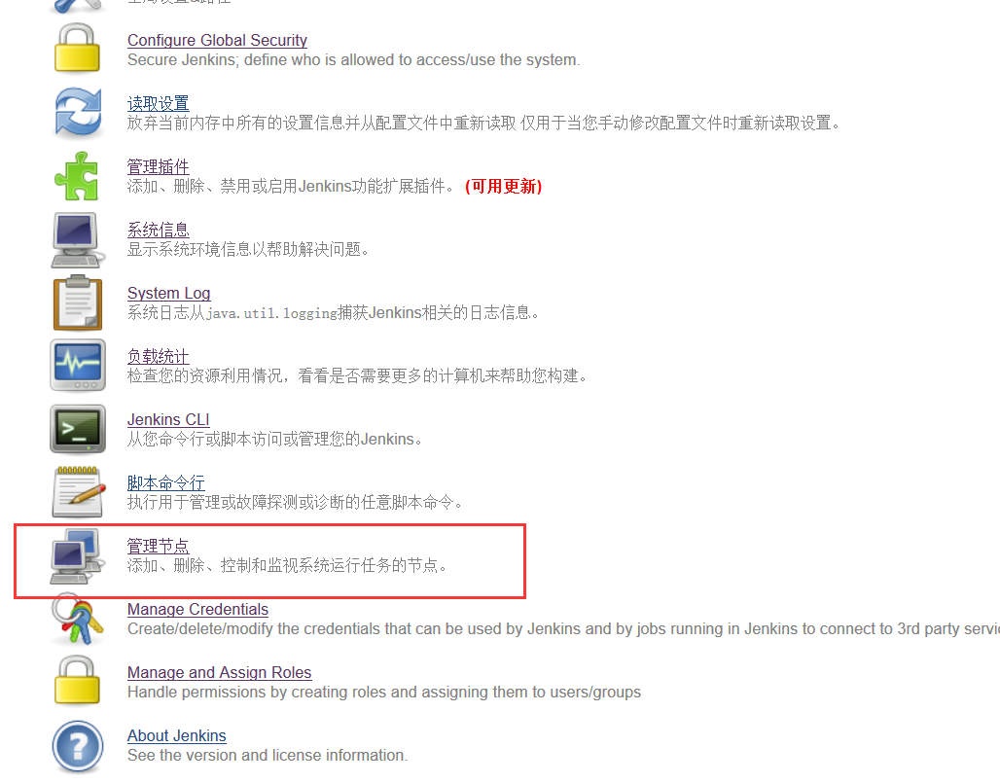 Configure Global Security
Secure Jenkins; define who is allowed to access/use the system.
读取设置
放弃当前内存中所有的设置信息并从配置文件中重新读取 仅用于当您手动修改配置文件时重新读取设置。
管理插件
添加、删除、禁用或启用Jenkins功能扩展插件。 (可用更新)
系统信息
显示系统环境信息以帮助解决问题。
System Log
系统日志从java.util.logging捕获Jenkins相关的日志信息。
负载统计
检查您的资源利用情况，看看是否需要更多的计算机来帮助您构建。
Jenkins CLI
从您命令行或脚本访问或管理您的Jenkins。
脚本命令行
执行用于管理或故障探测或诊断的任意脚本命令。
管理节点
添加、删除、控制和监视系统运行任务的节点。
Manage Credentials
Create/delete/modify the credentials that can be used by Jenkins and by jobs running in Jenkins to connect to 3rd party
Manage and Assign Roles
Handle permissions by creating roles and assigning them to users/groups
About Jenkins
See the version and license information.